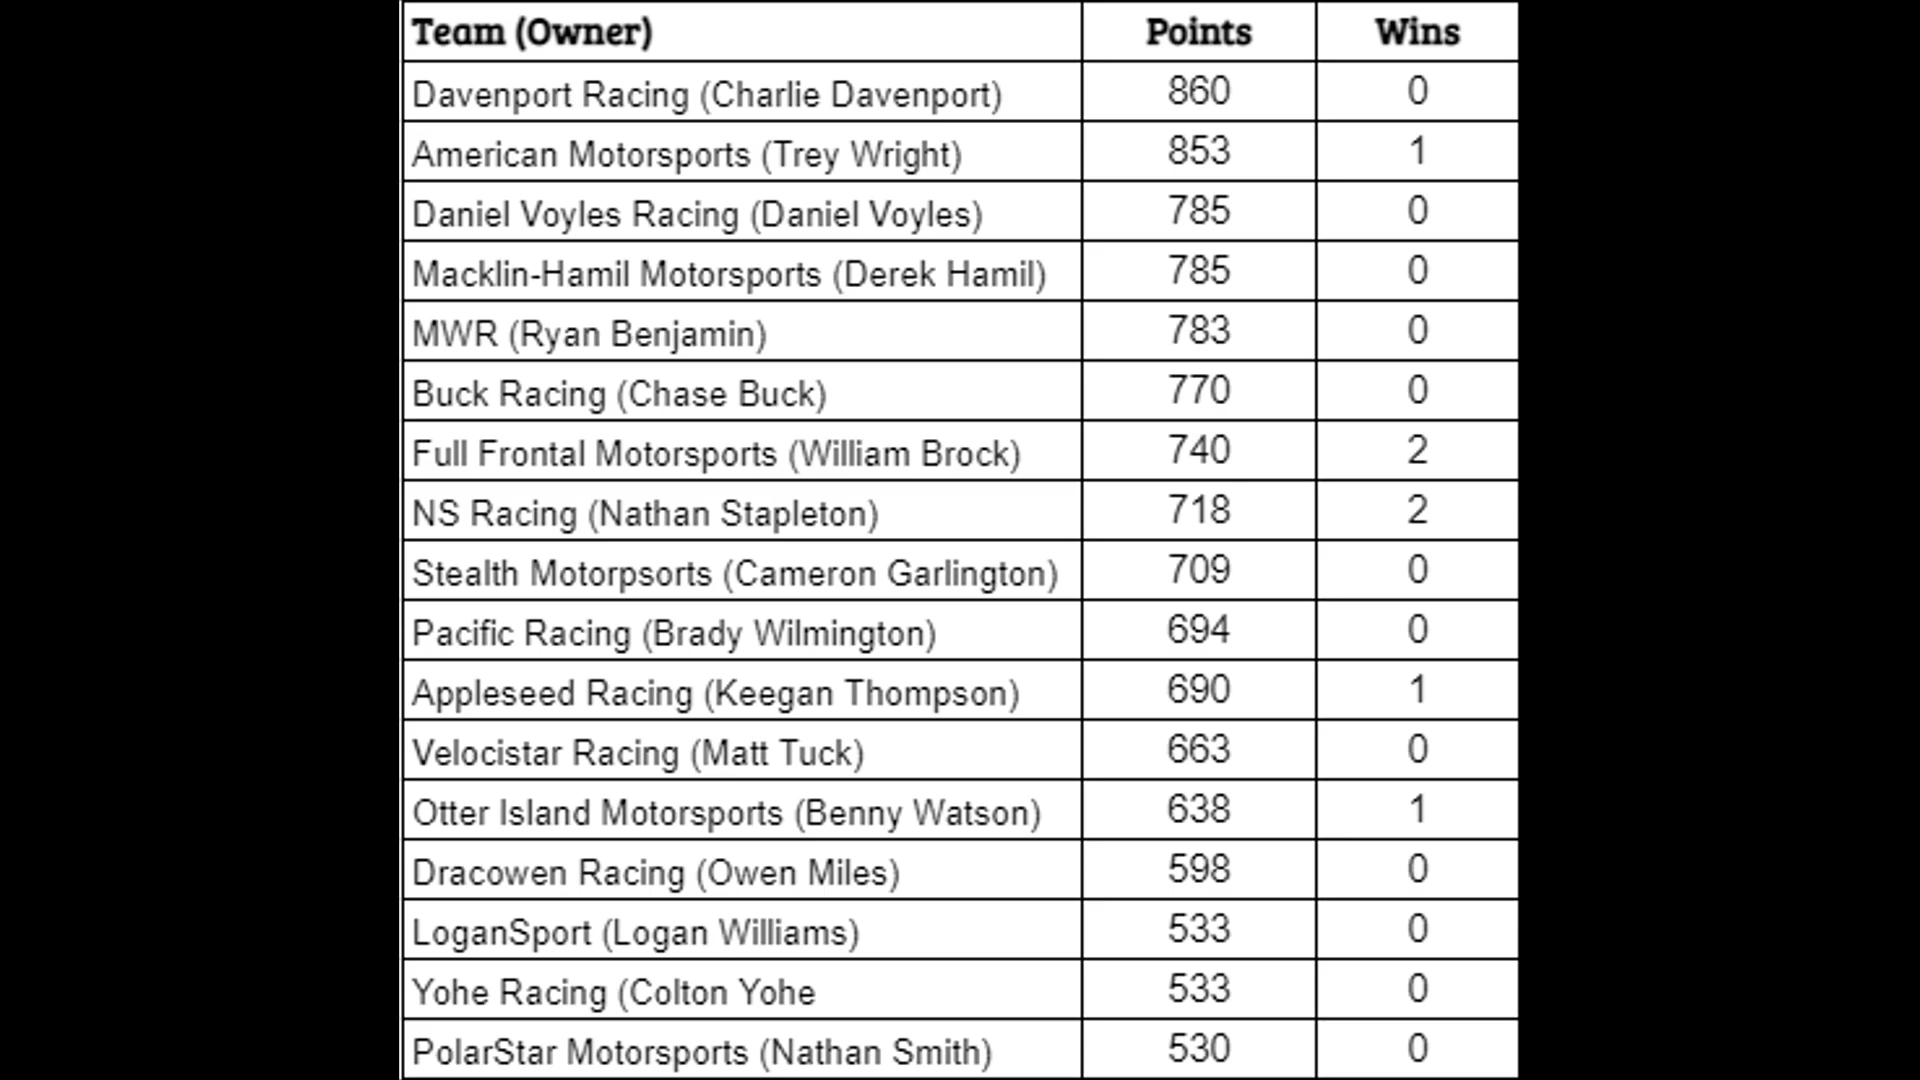 Team (Owner) Points Wins
Davenport Racing (Charlie Davenport) 860 0
American Motorsports (Trey Wright) 853 1
Daniel Voyles Racing (Daniel Voyles) 785 0
Macklin-Hamil Motorsports (Derek Hamil) 785 0
MWR (Ryan Benjamin) 783 0
Buck Racing (Chase Buck) 770 0
Full Frontal Motorsports (William Brock) 740 2
NS Racing (Nathan Stapleton) 718 2
Stealth Motorpsorts (Cameron Garlington) 709 0
Pacific Racing (Brady Wilmington) 694 0
Appleseed Racing (Keegan Thompson) 690 1
Velocistar Racing (Matt Tuck) 663 0
Otter Island Motorsports (Benny Watson) 638 1
Dracowen Racing (Owen Miles) 598 0
LoganSport (Logan Williams) 533 0
Yohe Racing (Colton Yohe 533 0
PolarStar Motorsports (Nathan Smith) 530 0